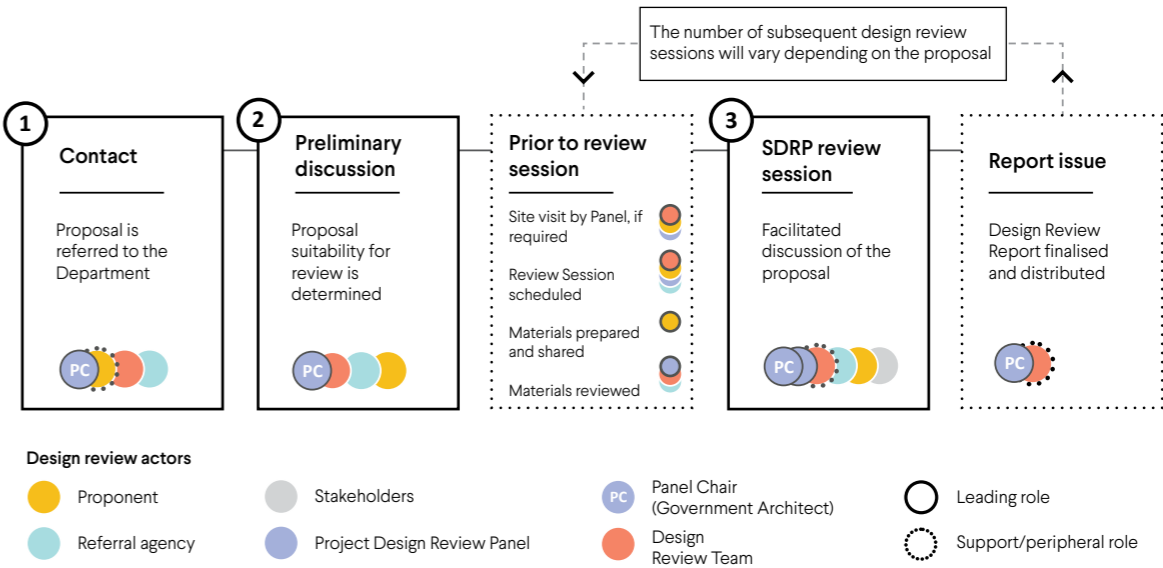 The number of subsequent design review
sessions will vary depending on the proposal
1
Contact
Proposal is
referred to the
Department
PC
2
Preliminary
discussion
Proposal
suitability for
review is
determined
PC
Prior to review
session
Site visit by Panel, if
required
Review Session
scheduled
Materials prepared
and shared
Materials reviewed
3
SDRP review
session
Facilitated
discussion of the
proposal
PC
Report issue
Design Review
Report finalised
and distributed
PC
Design review actors
Proponent
Referral agency
Stakeholders
Project Design Review Panel
PC
Panel Chair
(Government Architect)
Design
Review Team
Leading role
Support/peripheral role